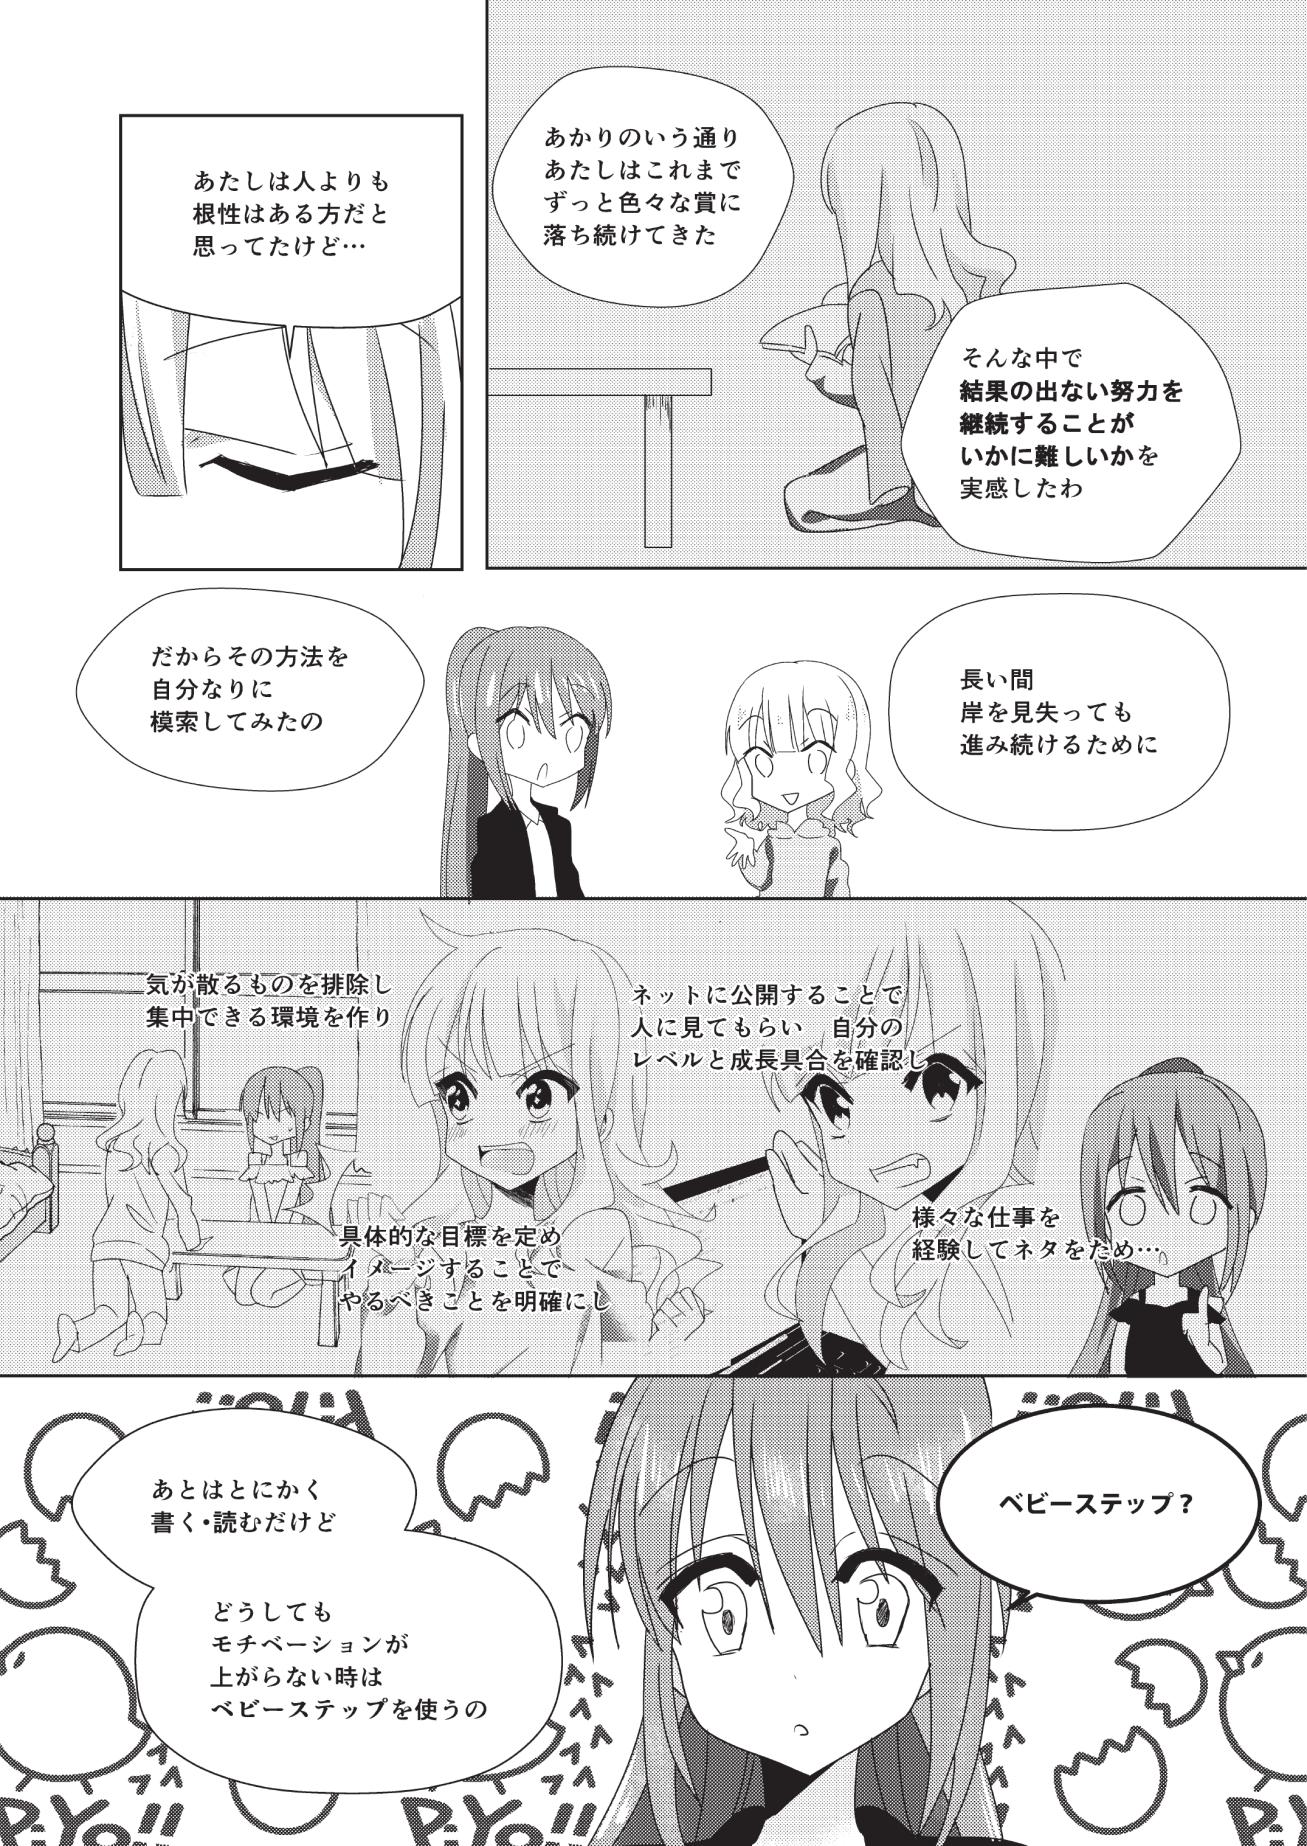 あかりのいう通り
あたしはこれまで
ずっと色々な賞に
落ち続けてきた
そんな中で
結果の出ない努力を
継続することが
いかに難しいかを
実感したわ
あたしは人よりも
根性はある方だと
思ってたけど…
長い間
岸を見失っても
進み続けるために
だからその方法を
自分なりに
模索してみたの
気が散るものを排除し
集中できる環境を作り
具体的な目標を定め
イメージすることで
やるべきことを明確にし
ネットに公開することで
人に見てもらい　自分の
レベルと成長具合を確認し
様々な仕事を
経験してネタをため…
あとはとにかく
書く・読むだけど
どうしても
モチベーションが
上がらない時は
ベビーステップを使うの
ベビーステップ？
PiYo!!
PiYo!!
PiYo!!